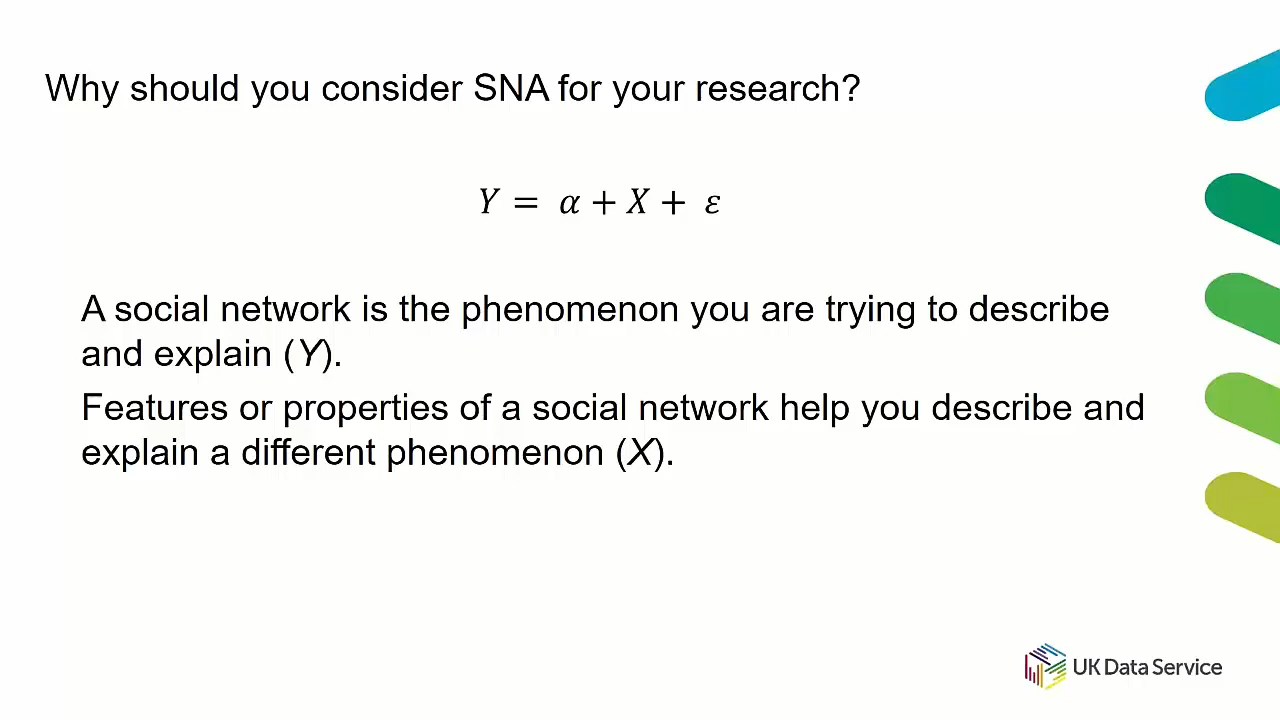 Why should you consider SNA for your research?
Y = α + X + ε
A social network is the phenomenon you are trying to describe
and explain (Y).
Features or properties of a social network help you describe and
explain a different phenomenon (X).
UK Data Service